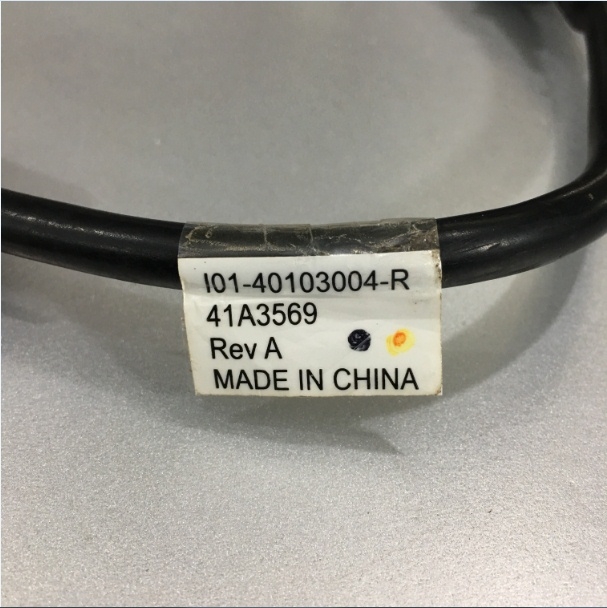 I01-40103004-R
41A3569
Rev A
MADE IN CHINA